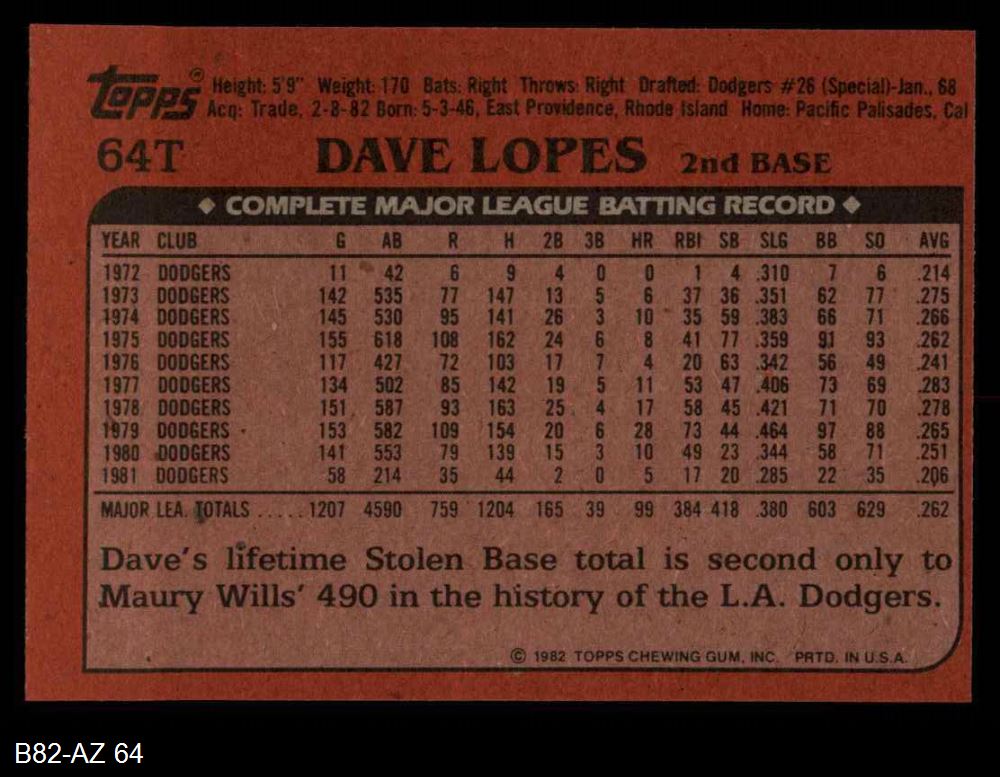 topps® Height: 5'9" Weight: 170 Bats: Right Throws: Right Drafted: Dodgers #26 (Special)-Jan., 68
Acq: Trade, 2-8-82 Born: 5-3-46, East Providence, Rhode Island Home: Pacific Palisades, Cal
64T DAVE LOPES 2nd BASE
◆ COMPLETE MAJOR LEAGUE BATTING RECORD ◆
YEAR CLUB G AB R H 2B 3B HR RBI SB SLG BB SO AVG
1972 DODGERS 11 42 6 9 4 0 0 1 4 .310 7 6 .214
1973 DODGERS 142 535 77 147 13 5 6 37 36 .351 62 77 .275
1974 DODGERS 145 530 95 141 26 3 10 35 59 .383 66 71 .266
1975 DODGERS 155 618 108 162 24 6 8 41 77 .359 91 93 .262
1976 DODGERS 117 427 72 103 17 7 4 20 63 .342 56 49 .241
1977 DODGERS 134 502 85 142 19 5 11 53 47 .406 73 69 .283
1978 DODGERS 151 587 93 163 25 4 17 58 45 .421 71 70 .278
1979 DODGERS 153 582 109 154 20 6 28 73 44 .464 97 88 .265
1980 DODGERS 141 553 79 139 15 3 10 49 23 .344 58 71 .251
1981 DODGERS 58 214 35 44 2 0 5 17 20 .285 22 35 .206
MAJOR LEA. TOTALS ..... 1207 4590 759 1204 165 39 99 384 418 .380 603 629 .262
Dave's lifetime Stolen Base total is second only to
Maury Wills' 490 in the history of the L.A. Dodgers.
© 1982 TOPPS CHEWING GUM, INC. PRTD. IN U.S.A.
B82-AZ 64